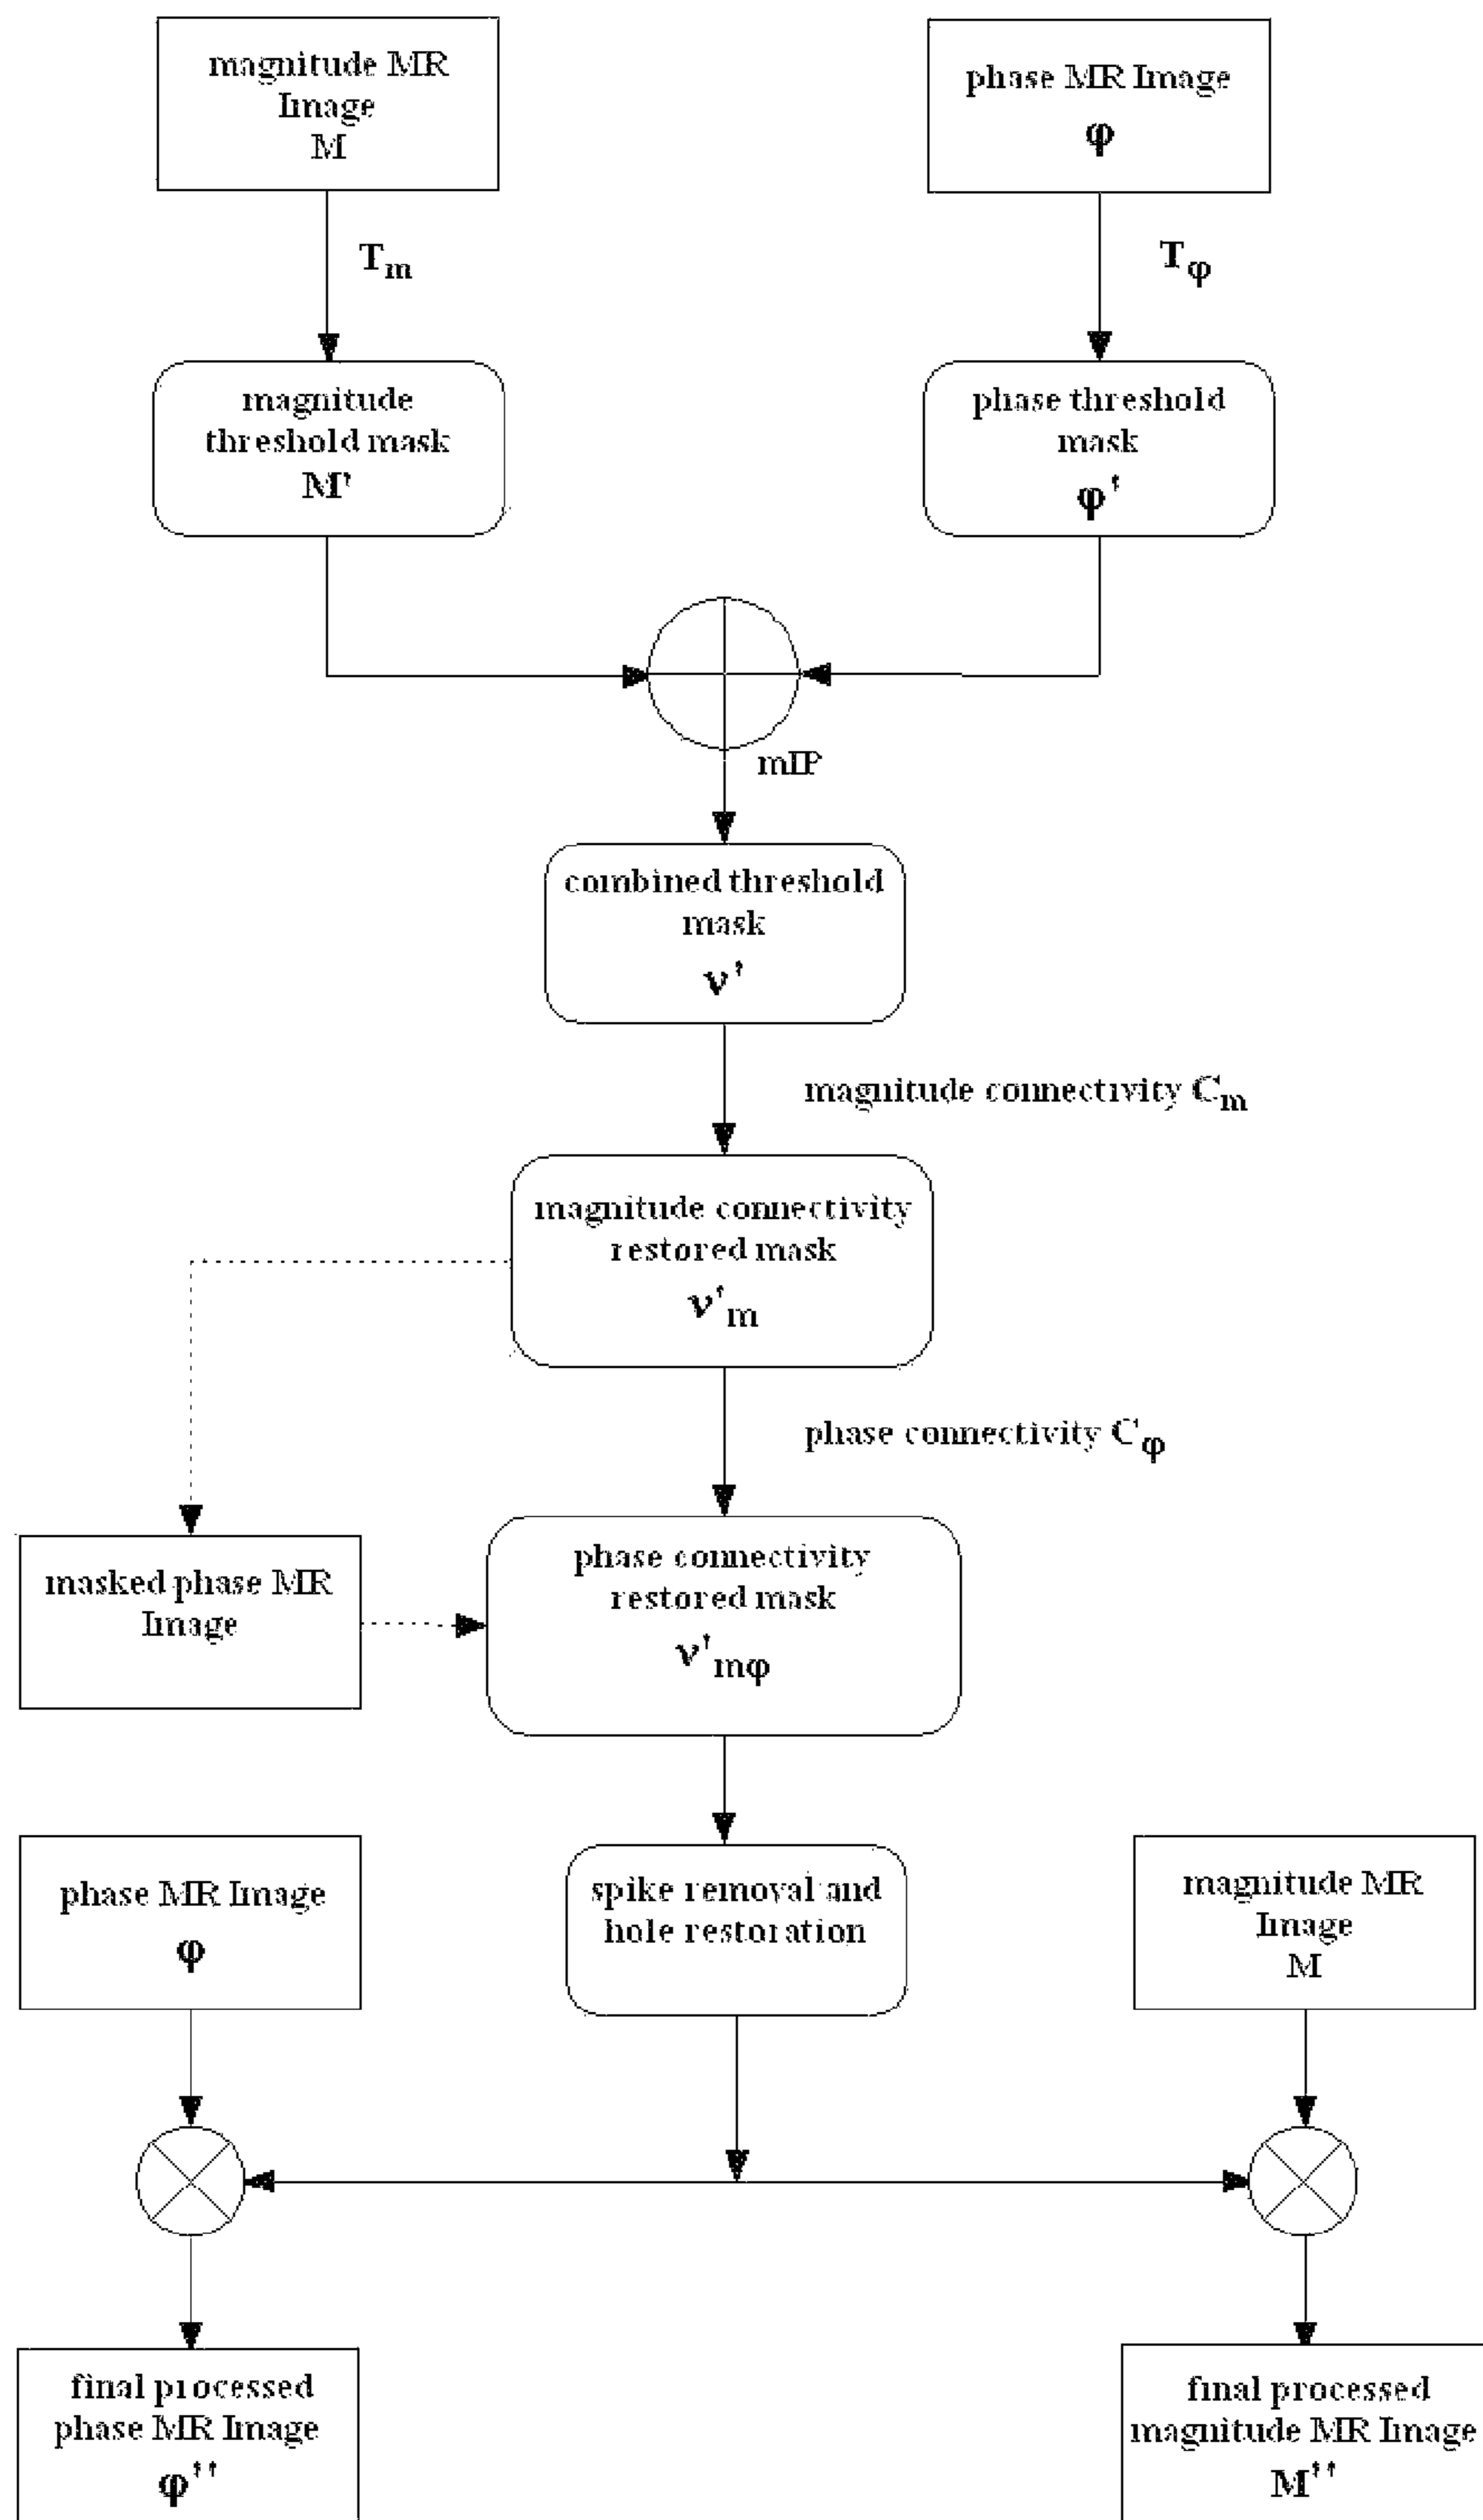 magnitude MR
Image
M
phase MR Image
φ
Tm
Tφ
magnitude
threshold mask
M'
phase threshold
mask
φ'
mIP
combined threshold
mask
ν'
magnitude connectivity Cm
magnitude connectivity
restored mask
ν'm
phase connectivity Cφ
masked phase MR
Image
phase connectivity
restored mask
ν'mφ
phase MR Image
φ
spike removal and
hole restoration
magnitude MR
Image
M
final processed
phase MR Image
φ''
final processed
magnitude MR Image
M''